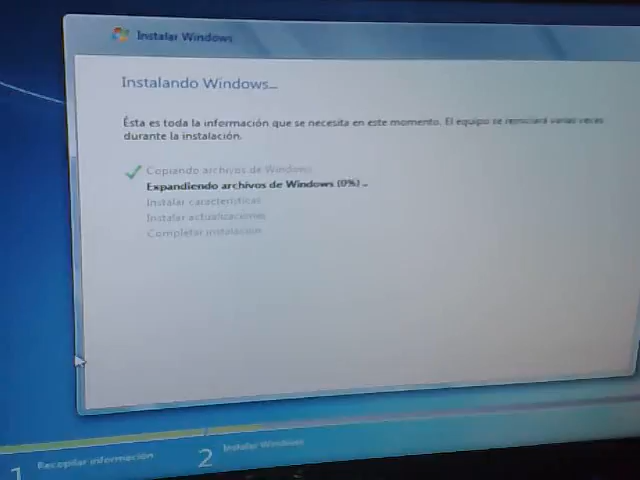 Instalar Windows
Instalando Windows...
Ésta es toda la información que se necesita en este momento. El equipo se reiniciará varias veces
durante la instalación.
Copiando archivos de Windows
Expandiendo archivos de Windows (0%) ...
Instalar características
Instalar actualizaciones
Completar instalación
1 Recopilar información
2 Instalar Windows